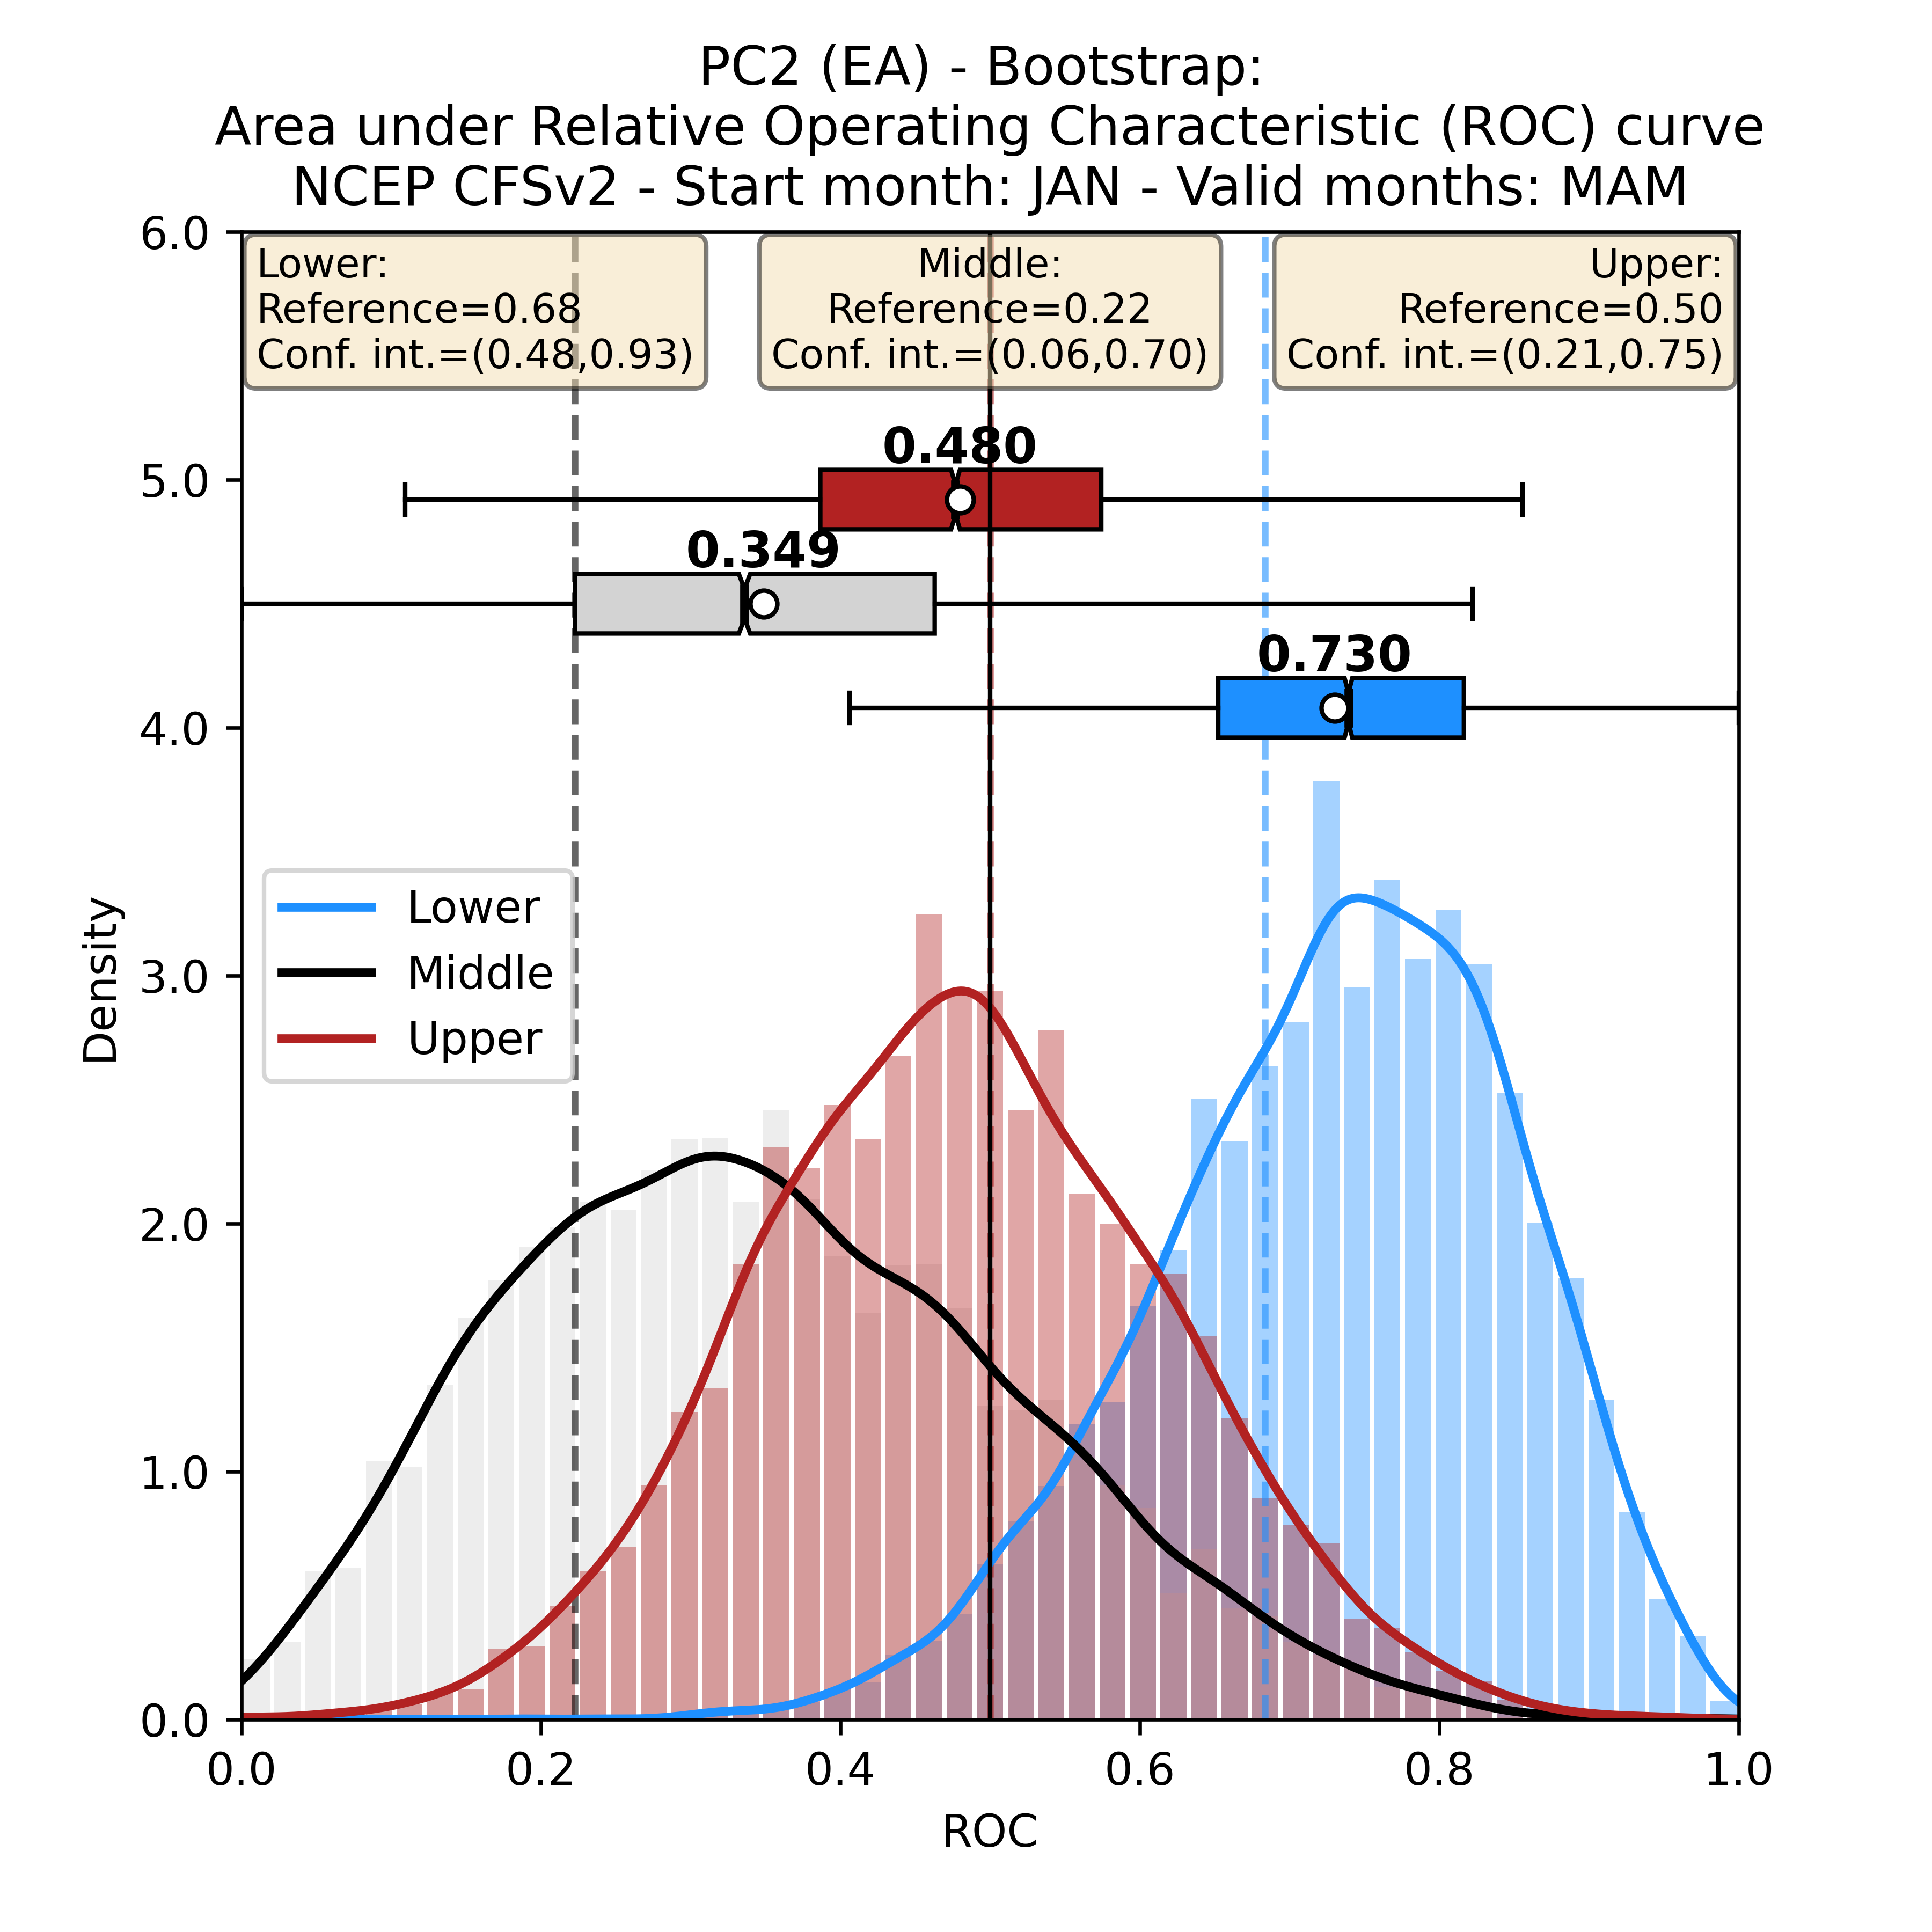 PC2 (EA) - Bootstrap:
Area under Relative Operating Characteristic (ROC) curve
NCEP CFSv2 - Start month: JAN - Valid months: MAM
6.0
Lower:
Reference=0.68
Conf. int.=(0.48,0.93)
Middle:
Reference=0.22
Conf. int.=(0.06,0.70)
Upper:
Reference=0.50
Conf. int.=(0.21,0.75)
0.480
5.0
0.349
0.730
4.0
Lower
Middle
Upper
Density
3.0
2.0
1.0
0.0
0.0 0.2 0.4 0.6 0.8 1.0
ROC